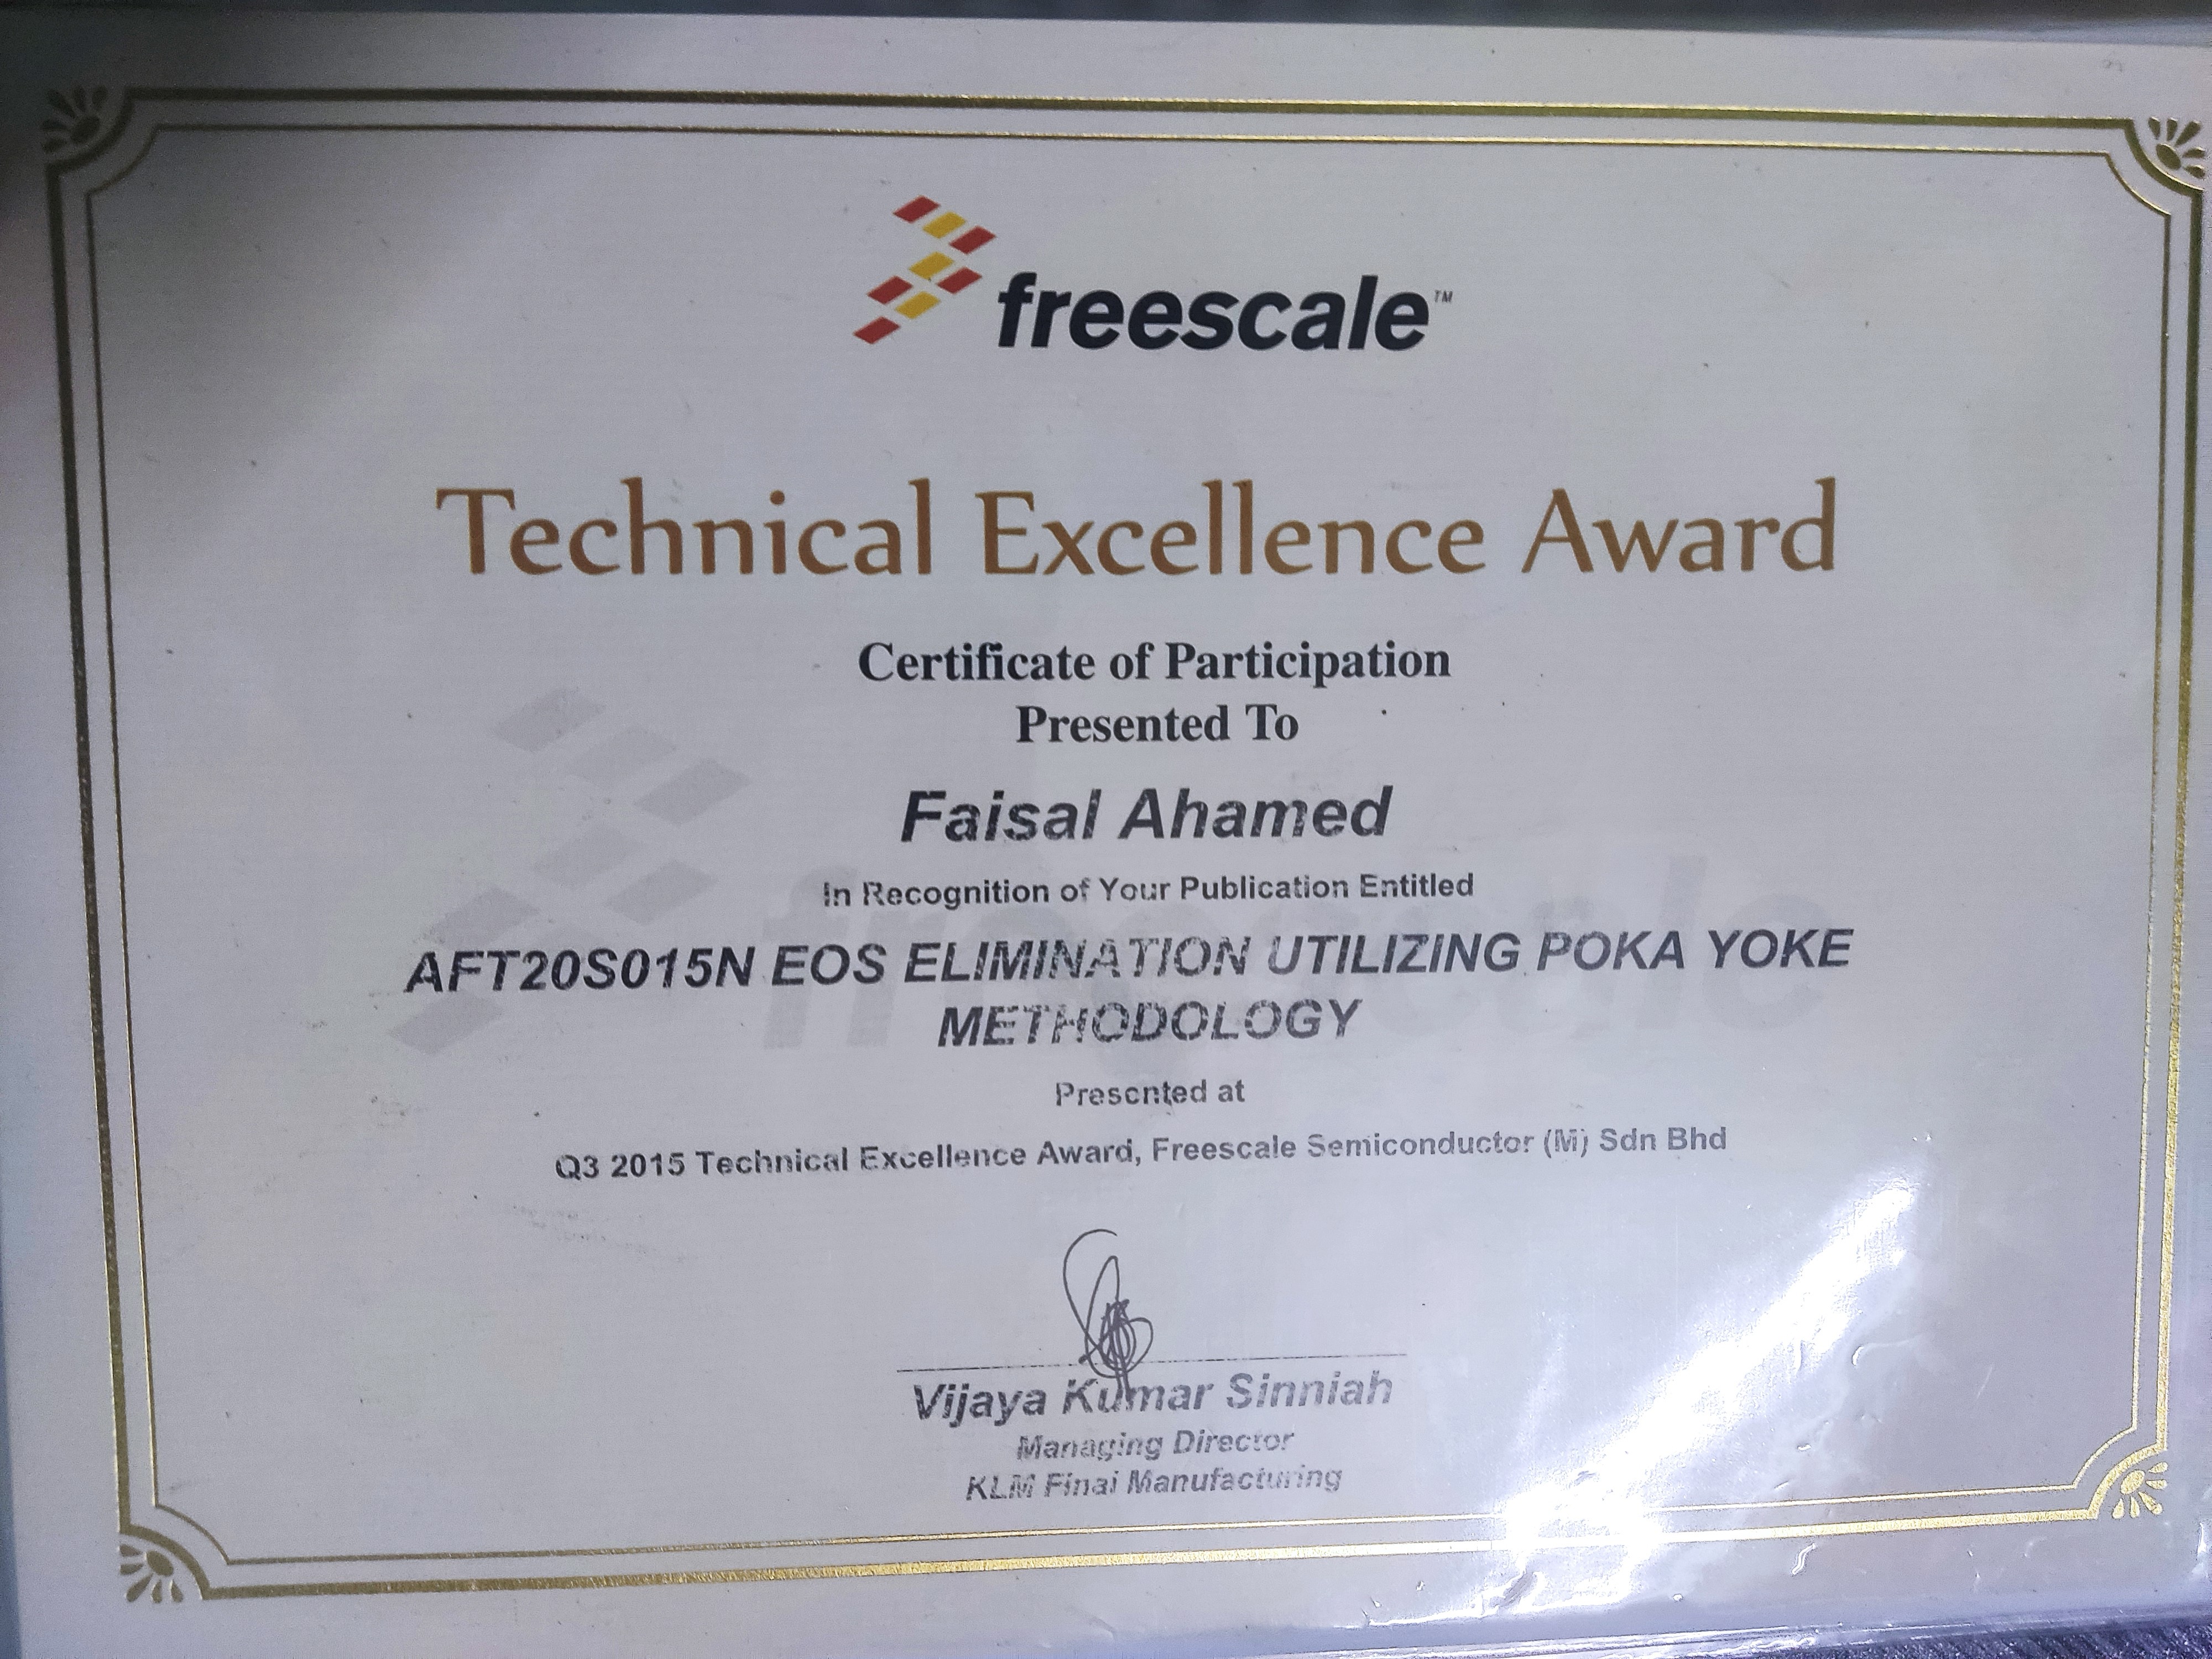 freescale™
Technical Excellence Award
Certificate of Participation
Presented To
Faisal Ahamed
In Recognition of Your Publication Entitled
AFT20S015N EOS ELIMINATION UTILIZING POKA YOKE
METHODOLOGY
Presented at
Q3 2015 Technical Excellence Award, Freescale Semiconductor (M) Sdn Bhd
Vijaya Kumar Sinniah
Managing Director
KLM Final Manufacturing